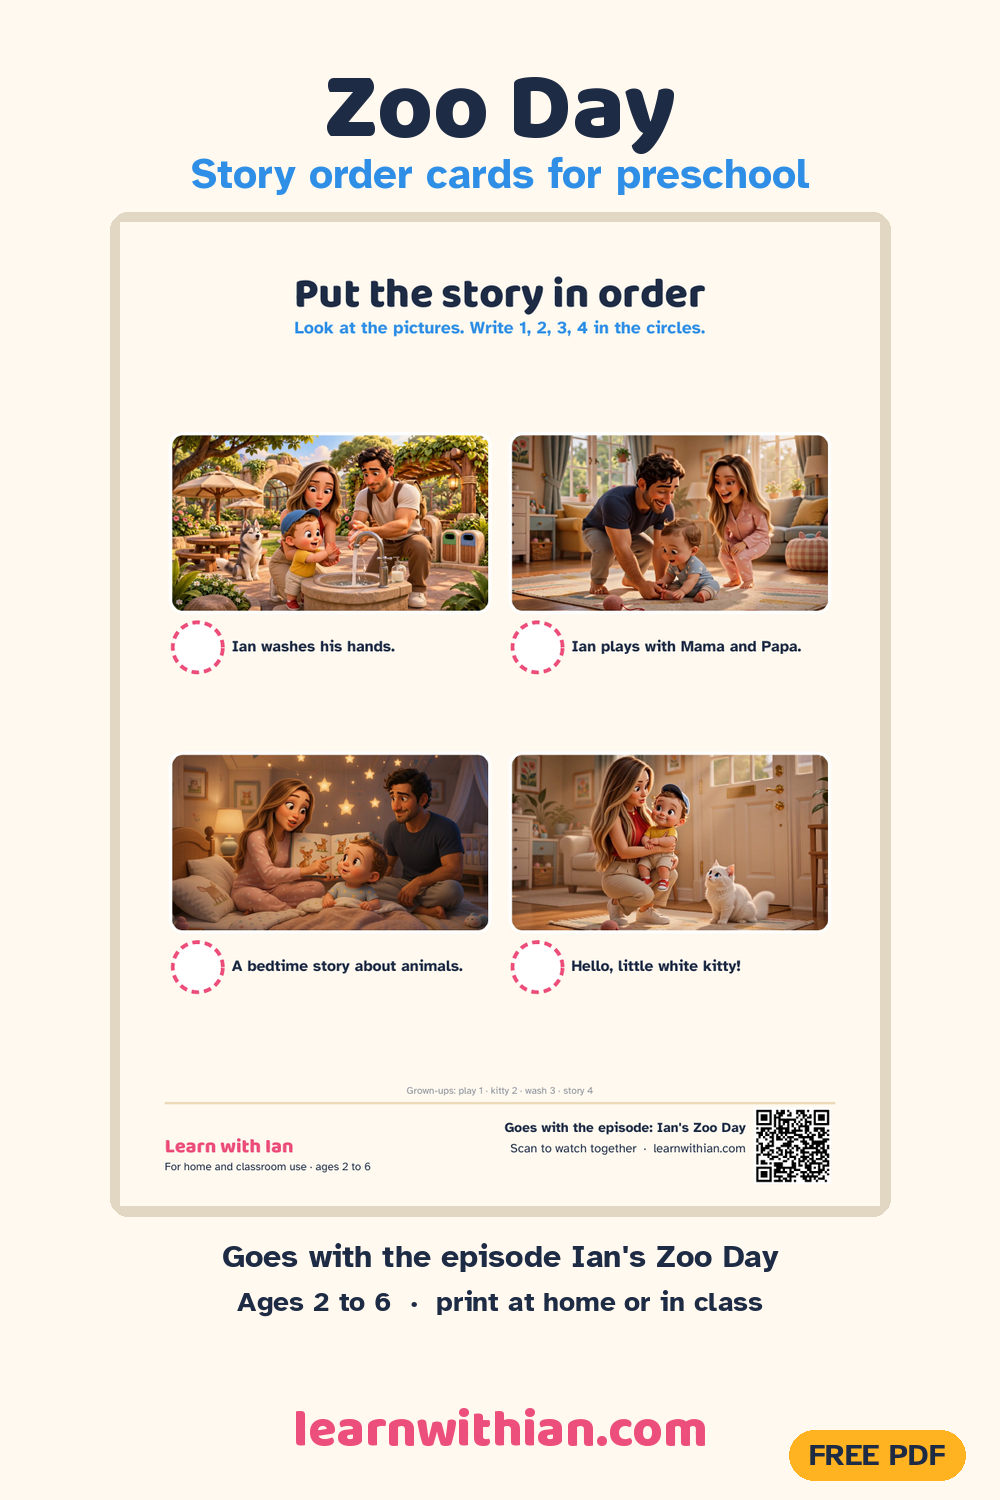 Zoo Day
Story order cards for preschool
Put the story in order
Look at the pictures. Write 1, 2, 3, 4 in the circles.
Ian washes his hands.
Ian plays with Mama and Papa.
A bedtime story about animals.
Hello, little white kitty!
Grown-ups: play 1 · kitty 2 · wash 3 · story 4
Learn with Ian
For home and classroom use · ages 2 to 6
Goes with the episode: Ian's Zoo Day
Scan to watch together · learnwithian.com
Goes with the episode Ian's Zoo Day
Ages 2 to 6 · print at home or in class
learnwithian.com
FREE PDF